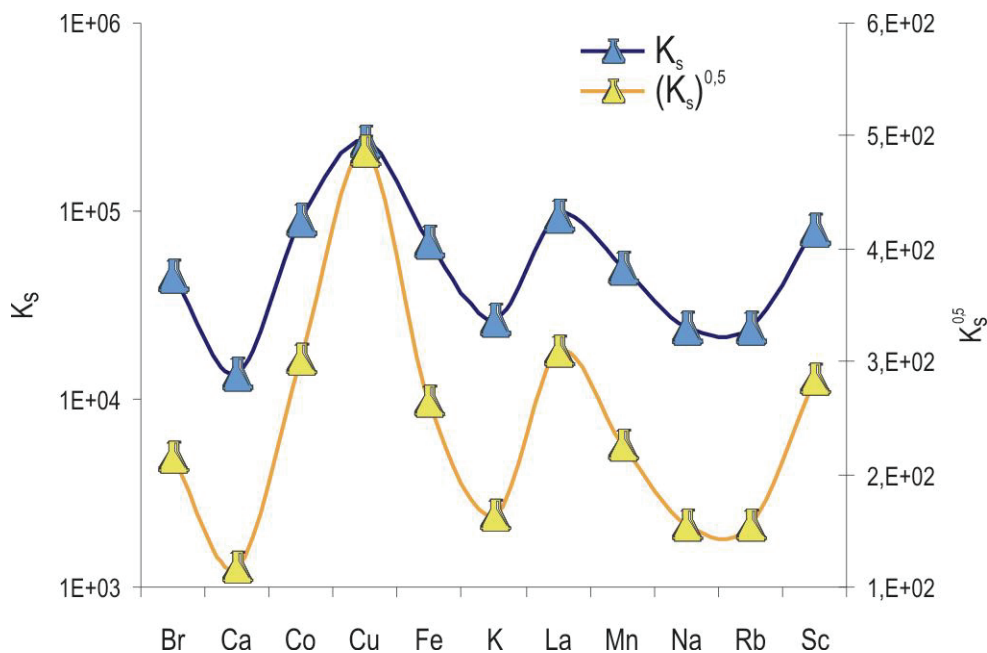 1E+06
1E+05
1E+04
1E+03
Ks
Ks
(Ks)0,5
6,E+02
5,E+02
4,E+02
3,E+02
2,E+02
1,E+02
Ks0,5
Br Ca Co Cu Fe K La Mn Na Rb Sc